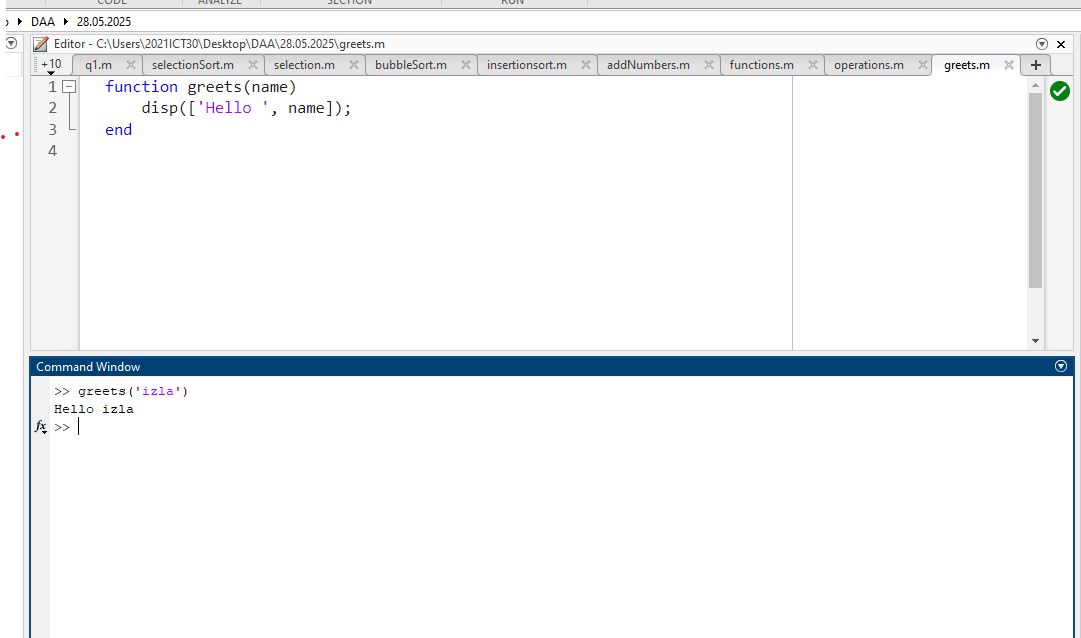 CODE ANALYZE SECTION RUN
DAA 28.05.2025
Editor - C:\Users\2021ICT30\Desktop\DAA\28.05.2025\greets.m
+10 q1.m selectionSort.m selection.m bubbleSort.m insertionsort.m addNumbers.m functions.m operations.m greets.m +
1 function greets(name)
2 disp(['Hello ', name]);
3 end
4
Command Window
>> greets('izla')
Hello izla
fx >>